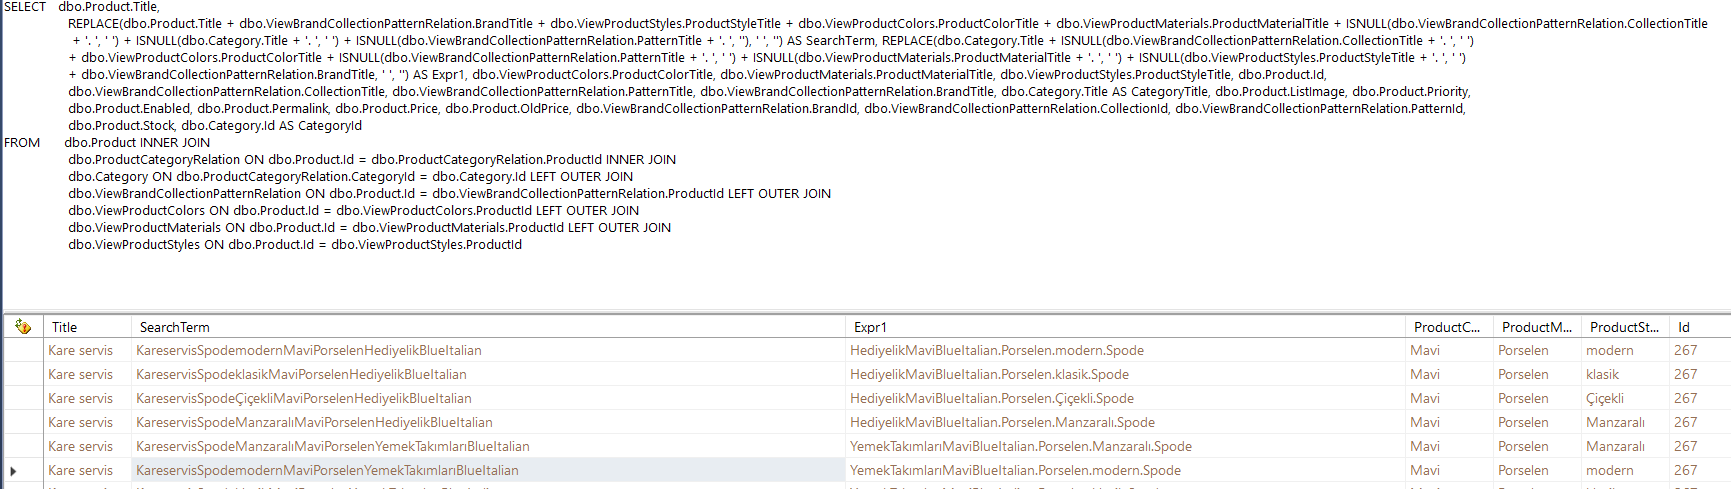 SELECT dbo.Product.Title,
REPLACE(dbo.Product.Title + dbo.ViewBrandCollectionPatternRelation.BrandTitle + dbo.ViewProductStyles.ProductStyleTitle + dbo.ViewProductColors.ProductColorTitle + dbo.ViewProductMaterials.ProductMaterialTitle + ISNULL(dbo.ViewBrandCollectionPatternRelation.CollectionTitle
+ '. ', ' ') + ISNULL(dbo.Category.Title + '. ', ' ') + ISNULL(dbo.ViewBrandCollectionPatternRelation.PatternTitle + '. ', ''), ' ', '') AS SearchTerm, REPLACE(dbo.Category.Title + ISNULL(dbo.ViewBrandCollectionPatternRelation.CollectionTitle + '. ', ' ')
+ dbo.ViewProductColors.ProductColorTitle + ISNULL(dbo.ViewBrandCollectionPatternRelation.PatternTitle + '. ', ' ') + ISNULL(dbo.ViewProductMaterials.ProductMaterialTitle + '. ', ' ') + ISNULL(dbo.ViewProductStyles.ProductStyleTitle + '. ', ' ')
+ dbo.ViewBrandCollectionPatternRelation.BrandTitle, ' ', '') AS Expr1, dbo.ViewProductColors.ProductColorTitle, dbo.ViewProductMaterials.ProductMaterialTitle, dbo.ViewProductStyles.ProductStyleTitle, dbo.Product.Id,
dbo.ViewBrandCollectionPatternRelation.CollectionTitle, dbo.ViewBrandCollectionPatternRelation.PatternTitle, dbo.ViewBrandCollectionPatternRelation.BrandTitle, dbo.Category.Title AS CategoryTitle, dbo.Product.ListImage, dbo.Product.Priority,
dbo.Product.Enabled, dbo.Product.Permalink, dbo.Product.Price, dbo.Product.OldPrice, dbo.ViewBrandCollectionPatternRelation.BrandId, dbo.ViewBrandCollectionPatternRelation.CollectionId, dbo.ViewBrandCollectionPatternRelation.PatternId,
dbo.Product.Stock, dbo.Category.Id AS CategoryId
FROM dbo.Product INNER JOIN
dbo.ProductCategoryRelation ON dbo.Product.Id = dbo.ProductCategoryRelation.ProductId INNER JOIN
dbo.Category ON dbo.ProductCategoryRelation.CategoryId = dbo.Category.Id LEFT OUTER JOIN
dbo.ViewBrandCollectionPatternRelation ON dbo.Product.Id = dbo.ViewBrandCollectionPatternRelation.ProductId LEFT OUTER JOIN
dbo.ViewProductColors ON dbo.Product.Id = dbo.ViewProductColors.ProductId LEFT OUTER JOIN
dbo.ViewProductMaterials ON dbo.Product.Id = dbo.ViewProductMaterials.ProductId LEFT OUTER JOIN
dbo.ViewProductStyles ON dbo.Product.Id = dbo.ViewProductStyles.ProductId
Title SearchTerm Expr1 ProductC... ProductM... ProductSt... Id
Kare servis KareservisSpodemodernMaviPorselenHediyelikBlueItalian HediyelikMaviBlueItalian.Porselen.modern.Spode Mavi Porselen modern 267
Kare servis KareservisSpodeklasikMaviPorselenHediyelikBlueItalian HediyelikMaviBlueItalian.Porselen.klasik.Spode Mavi Porselen klasik 267
Kare servis KareservisSpodeÇiçekliMaviPorselenHediyelikBlueItalian HediyelikMaviBlueItalian.Porselen.Çiçekli.Spode Mavi Porselen Çiçekli 267
Kare servis KareservisSpodeManzaralıMaviPorselenHediyelikBlueItalian HediyelikMaviBlueItalian.Porselen.Manzaralı.Spode Mavi Porselen Manzaralı 267
Kare servis KareservisSpodeManzaralıMaviPorselenYemekTakımlarıBlueItalian YemekTakımlarıMaviBlueItalian.Porselen.Manzaralı.Spode Mavi Porselen Manzaralı 267
Kare servis KareservisSpodemodernMaviPorselenYemekTakımlarıBlueItalian YemekTakımlarıMaviBlueItalian.Porselen.modern.Spode Mavi Porselen modern 267